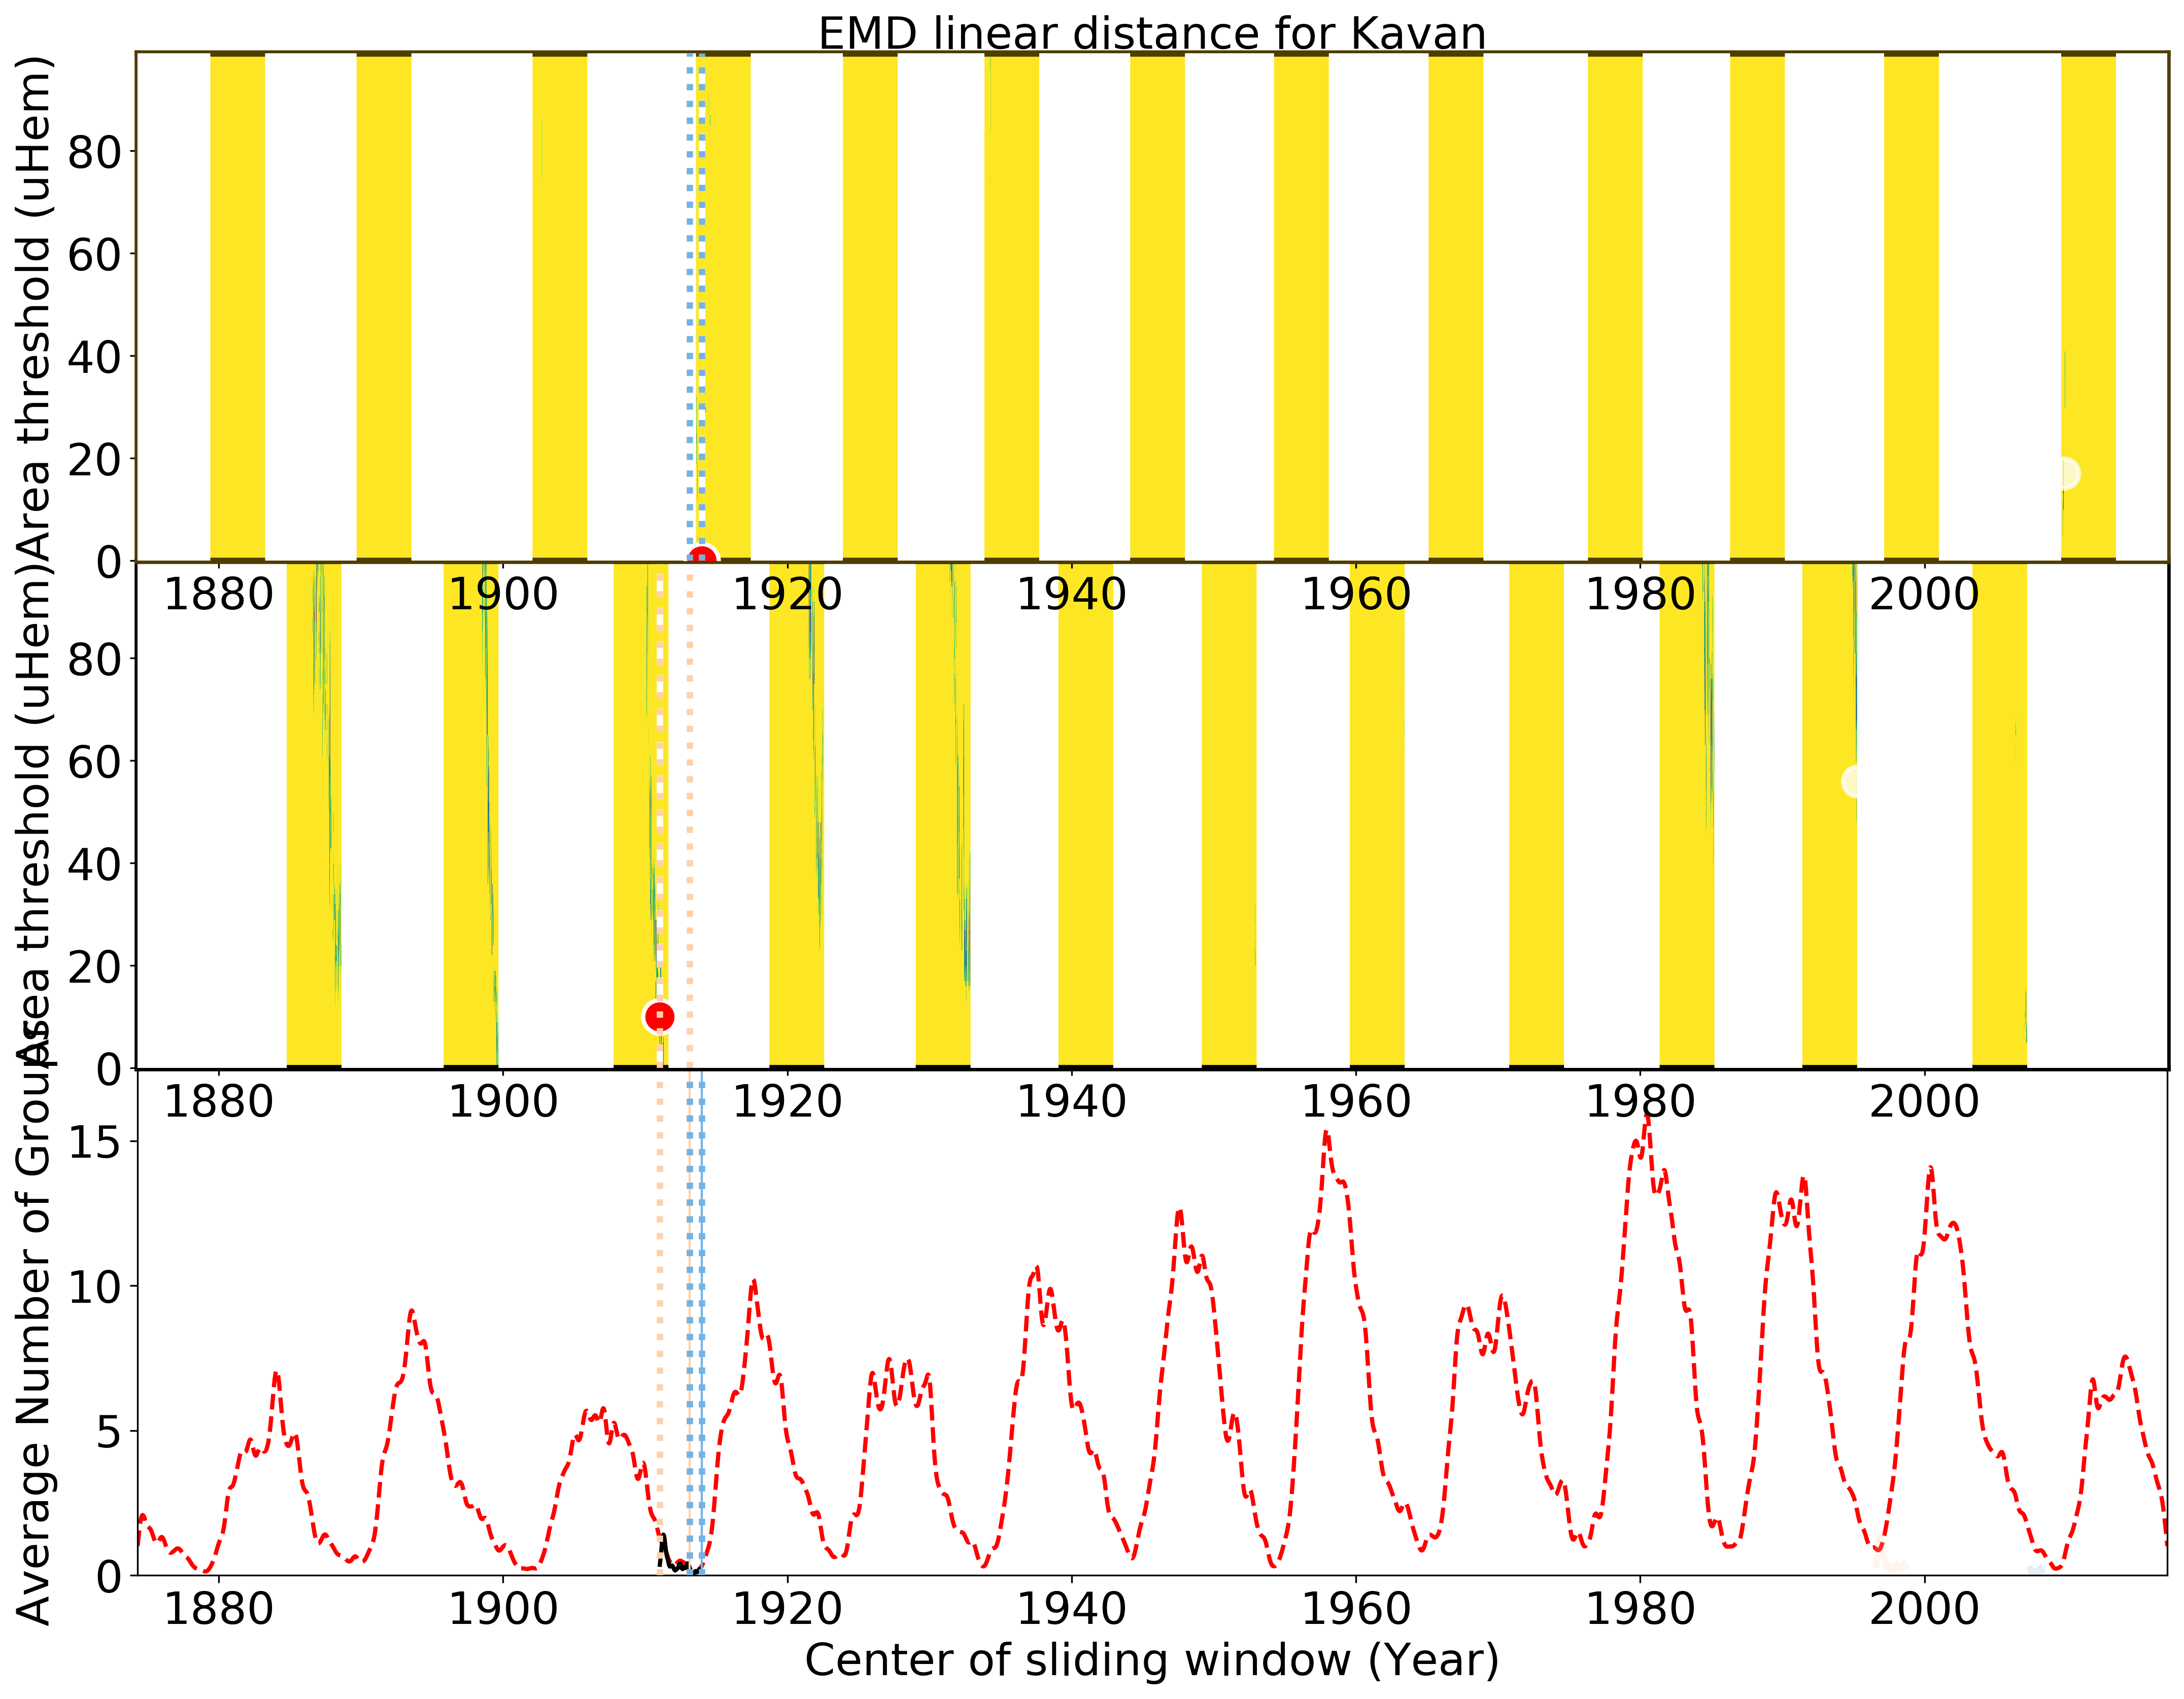 EMD linear distance for Kavan
Area threshold (uHem)
80
60
40
20
0
1880 1900 1920 1940 1960 1980 2000
Area threshold (uHem)
80
60
40
20
0
1880 1900 1920 1940 1960 1980 2000
Average Number of Groups
15
10
5
0
1880 1900 1920 1940 1960 1980 2000
Center of sliding window (Year)